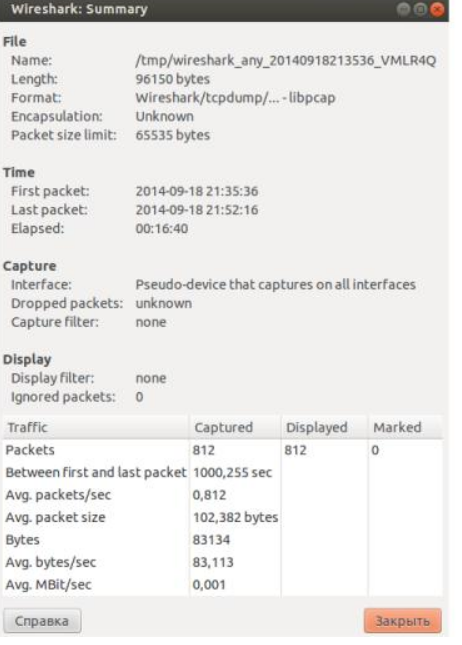 Wireshark: Summary
File
Name: /tmp/wireshark_any_20140918213536_VMLR4Q
Length: 96150 bytes
Format: Wireshark/tcpdump/... - libpcap
Encapsulation: Unknown
Packet size limit: 65535 bytes
Time
First packet: 2014-09-18 21:35:36
Last packet: 2014-09-18 21:52:16
Elapsed: 00:16:40
Capture
Interface: Pseudo-device that captures on all interfaces
Dropped packets: unknown
Capture filter: none
Display
Display filter: none
Ignored packets: 0
Traffic Captured Displayed Marked
Packets 812 812 0
Between first and last packet 1000,255 sec
Avg. packets/sec 0,812
Avg. packet size 102,382 bytes
Bytes 83134
Avg. bytes/sec 83,113
Avg. MBit/sec 0,001
Справка Закрыть